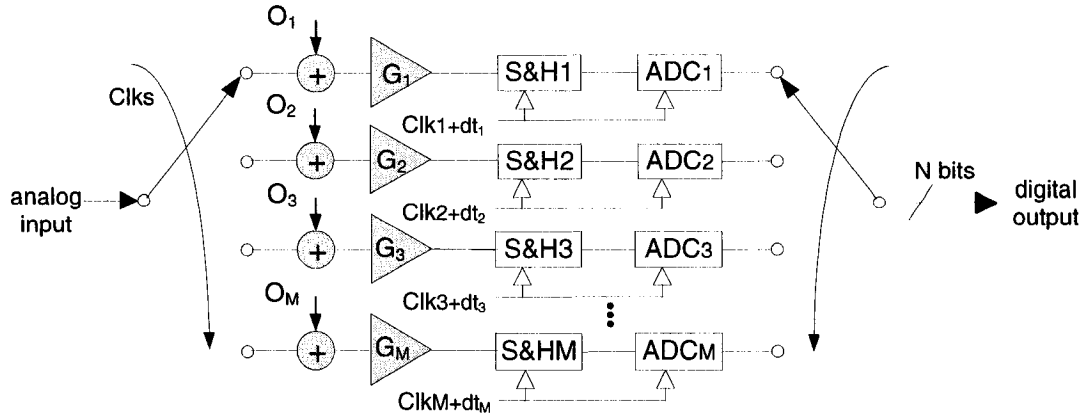 O1
+ G1 S&H1 ADC1
Clks
Clk1+dt1
O2
+ G2 S&H2 ADC2
analog
input
N bits
digital
output
Clk2+dt2
O3
+ G3 S&H3 ADC3
Clk3+dt3
OM
+ GM S&HM ADCM
ClkM+dtM